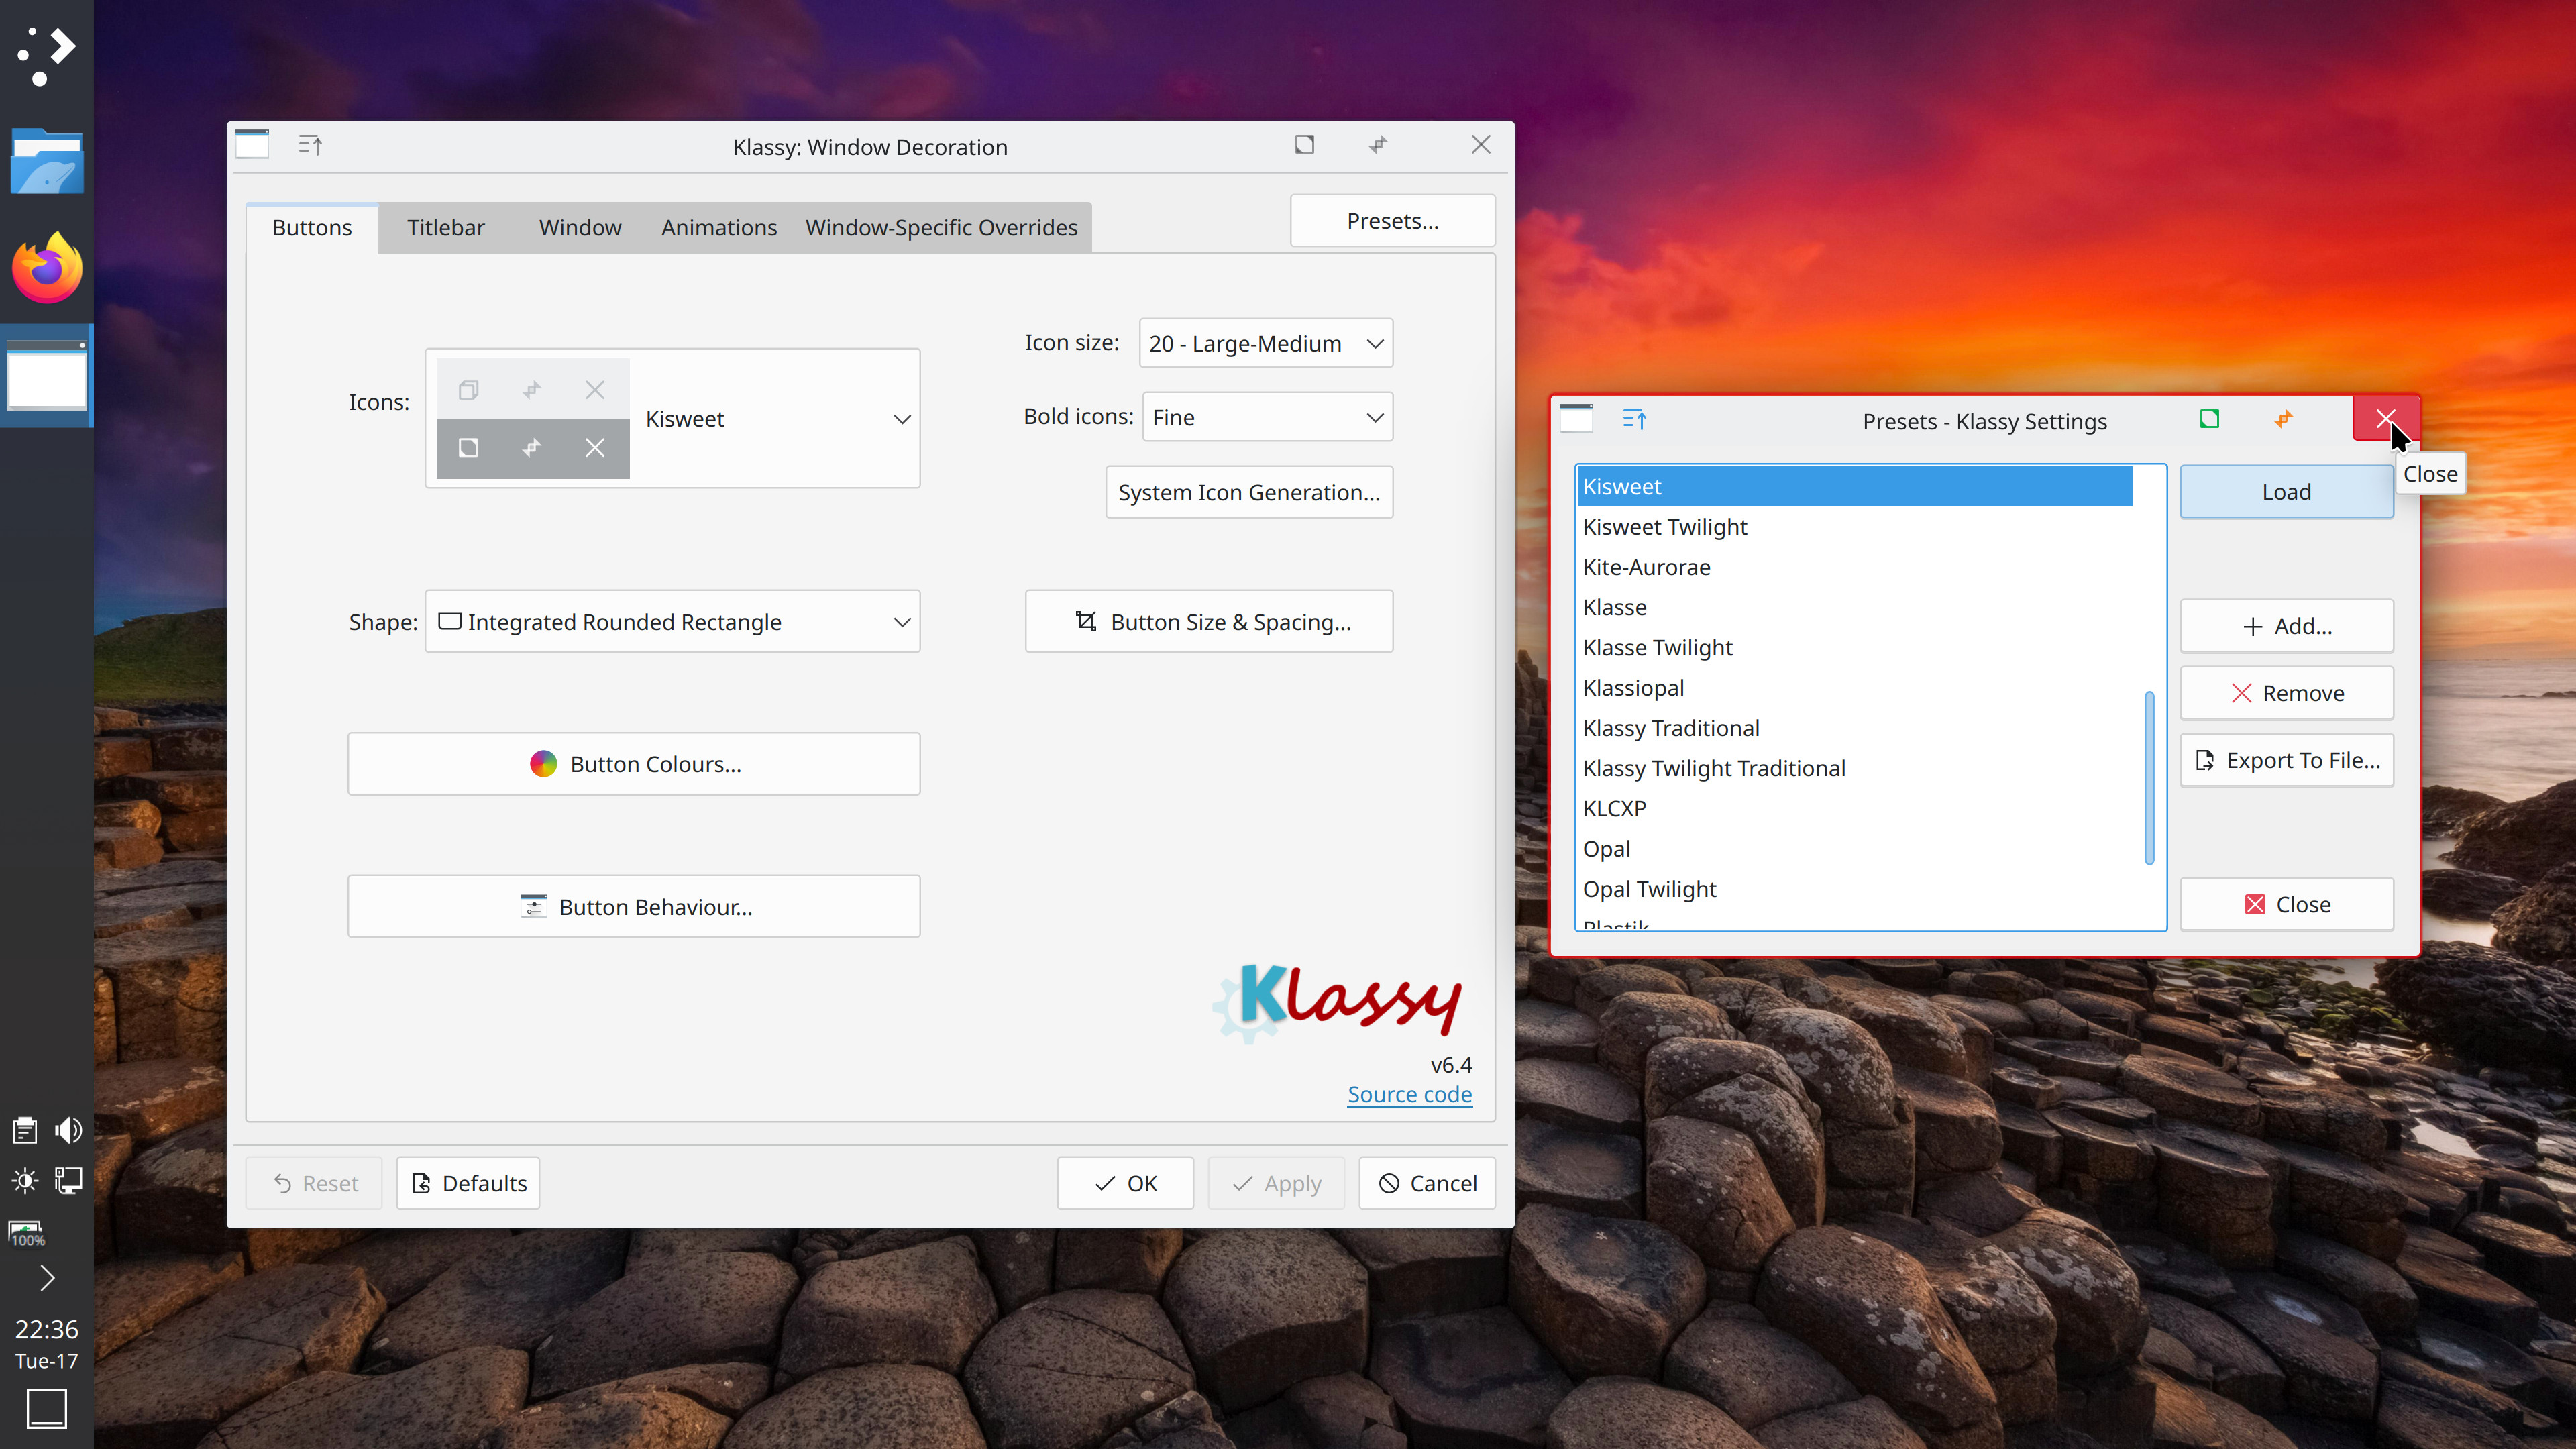 Klassy: Window Decoration
Buttons
Titlebar
Window
Animations
Window-Specific Overrides
Presets...
Icons:
Kisweet
Icon size:
20 - Large-Medium
Bold icons:
Fine
System Icon Generation...
Shape:
Integrated Rounded Rectangle
Button Size & Spacing...
Button Colours...
Button Behaviour...
Klassy
v6.4
Source code
Reset
Defaults
OK
Apply
Cancel
Presets - Klassy Settings
Close
Kisweet
Kisweet Twilight
Kite-Aurorae
Klasse
Klasse Twilight
Klassiopal
Klassy Traditional
Klassy Twilight Traditional
KLCXP
Opal
Opal Twilight
Plastik
Load
Add...
Remove
Export To File...
Close
100%
22:36
Tue-17